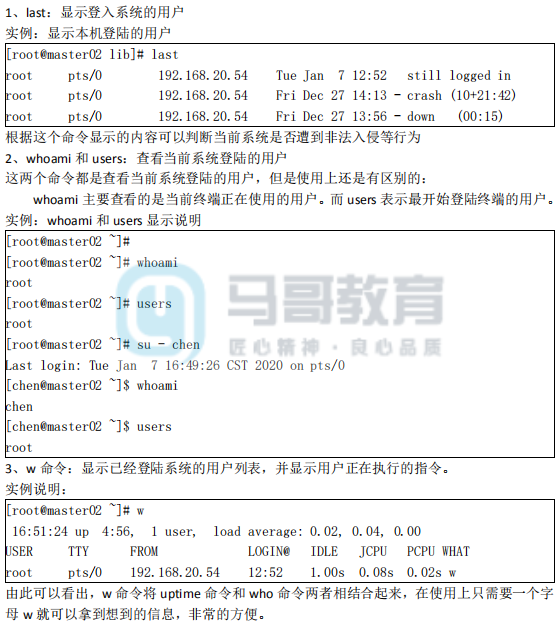 1、last：显示登入系统的用户
实例：显示本机登陆的用户
[root@master02 lib]# last
root pts/0 192.168.20.54 Tue Jan 7 12:52 still logged in
root pts/0 192.168.20.54 Fri Dec 27 14:13 - crash (10+21:42)
root pts/0 192.168.20.54 Fri Dec 27 13:56 - down (00:15)
根据这个命令显示的内容可以判断当前系统是否遭到非法入侵等行为
2、whoami 和 users：查看当前系统登陆的用户
这两个命令都是查看当前系统登陆的用户，但是使用上还是有区别的：
whoami 主要查看的是当前终端正在使用的用户。而 users 表示最开始登陆终端的用户。
实例：whoami 和 users 显示说明
[root@master02 ~]#
[root@master02 ~]# whoami
root
[root@master02 ~]# users
root
[root@master02 ~]# su - chen
Last login: Tue Jan 7 16:49:26 CST 2020 on pts/0
[chen@master02 ~]$ whoami
chen
[chen@master02 ~]$ users
root
马哥教育
匠心精神·良心品质
3、w 命令：显示已经登陆系统的用户列表，并显示用户正在执行的指令。
实例说明：
[root@master02 ~]# w
16:51:24 up 4:56, 1 user, load average: 0.02, 0.04, 0.00
USER TTY FROM LOGIN@ IDLE JCPU PCPU WHAT
root pts/0 192.168.20.54 12:52 1.00s 0.08s 0.02s w
由此可以看出，w 命令将 uptime 命令和 who 命令两者相结合起来，在使用上只需要一个字
母 w 就可以拿到想到的信息，非常的方便。